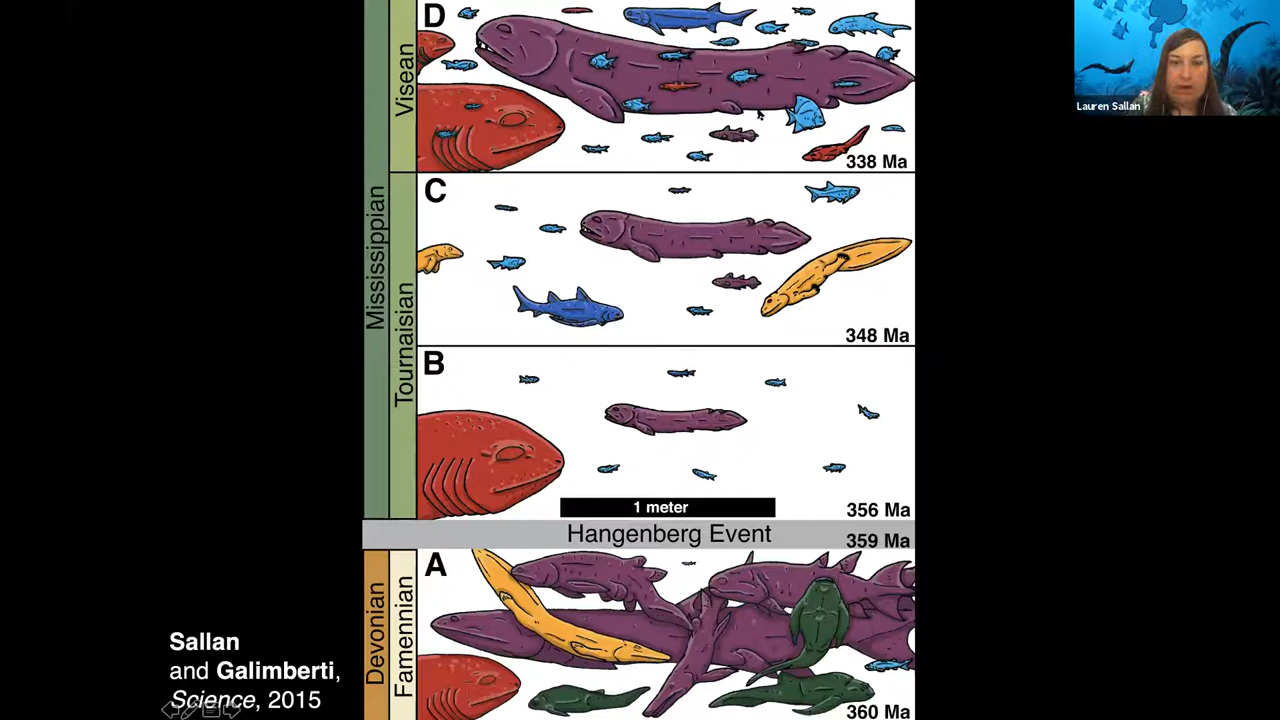 D
Visean
338 Ma
Lauren Sallan
C
Mississippian
Tournaisian
348 Ma
B
1 meter
356 Ma
Hangenberg Event
359 Ma
A
Devonian
Famennian
360 Ma
Sallan
and Galimberti,
Science, 2015